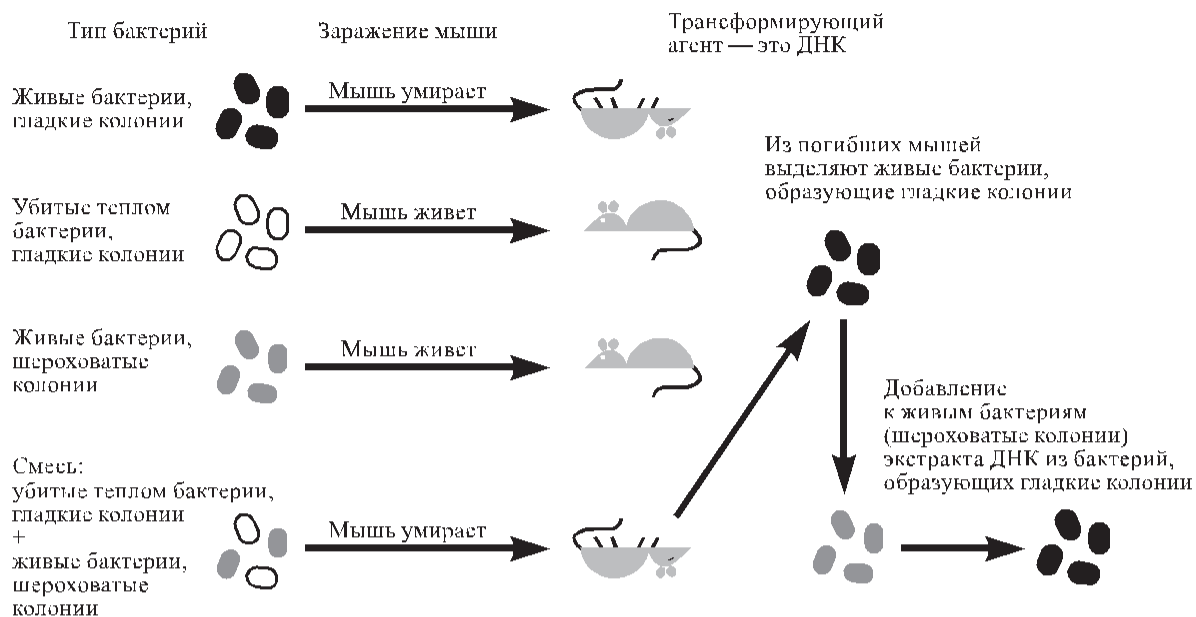 Тип бактерий
Заражение мыши
Трансформирующий
агент — это ДНК
Живые бактерии,
гладкие колонии
Мышь умирает
Из погибших мышей
выделяют живые бактерии,
образующие гладкие колонии
Убитые теплом
бактерии,
гладкие колонии
Мышь живет
Живые бактерии,
шероховатые
колонии
Мышь живет
Добавление
к живым бактериям
(шероховатые колонии)
экстракта ДНК из бактерий,
образующих гладкие колонии
Смесь:
убитые теплом бактерии,
гладкие колонии
+
живые бактерии,
шероховатые
колонии
Мышь умирает